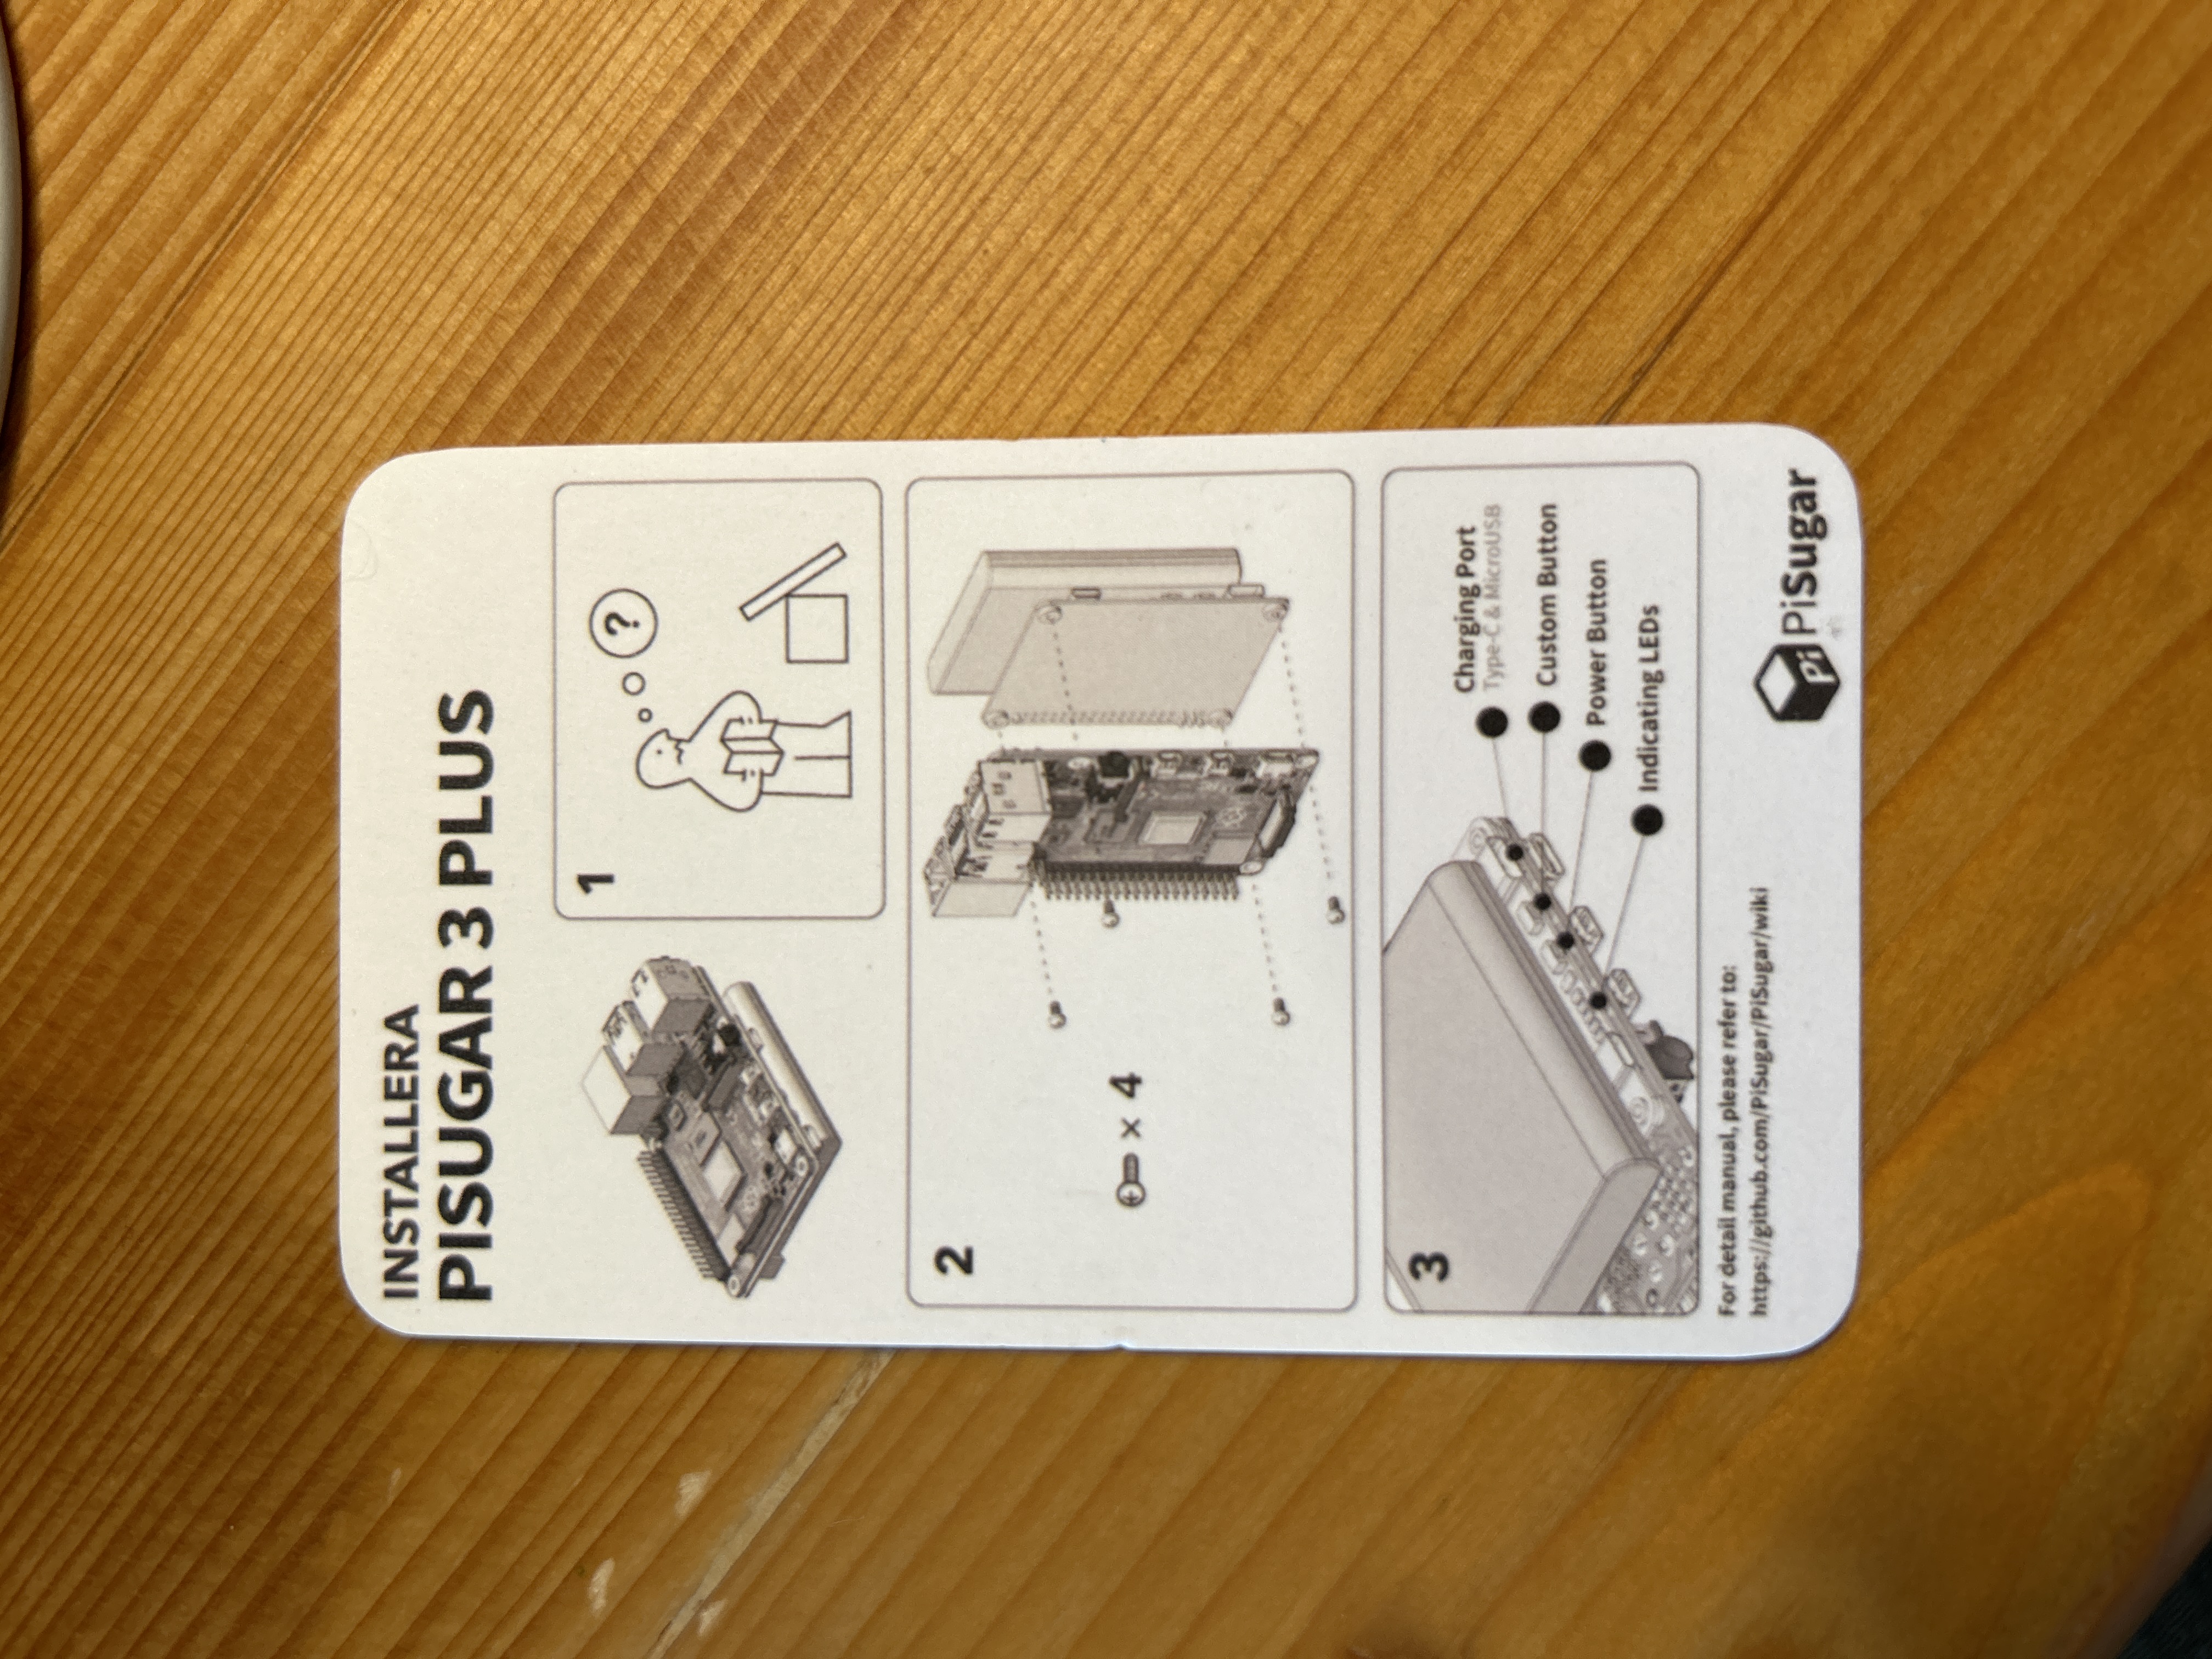 INSTALLERA
PISUGAR 3 PLUS
1
?
2
× 4
3
Charging Port
Type-C & MicroUSB
Custom Button
Power Button
Indicating LEDs
For detail manual, please refer to:
https://github.com/PiSugar/PiSugar/wiki
Pi PiSugar